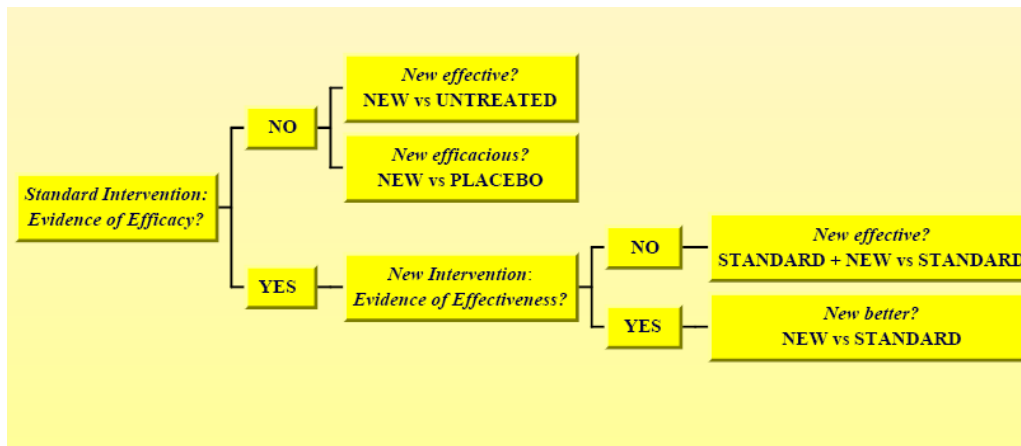 New effective?
NEW vs UNTREATED
NO
New efficacious?
NEW vs PLACEBO
Standard Intervention:
Evidence of Efficacy?
New effective?
STANDARD + NEW vs STANDARD
NO
YES
New Intervention:
Evidence of Effectiveness?
New better?
NEW vs STANDARD
YES